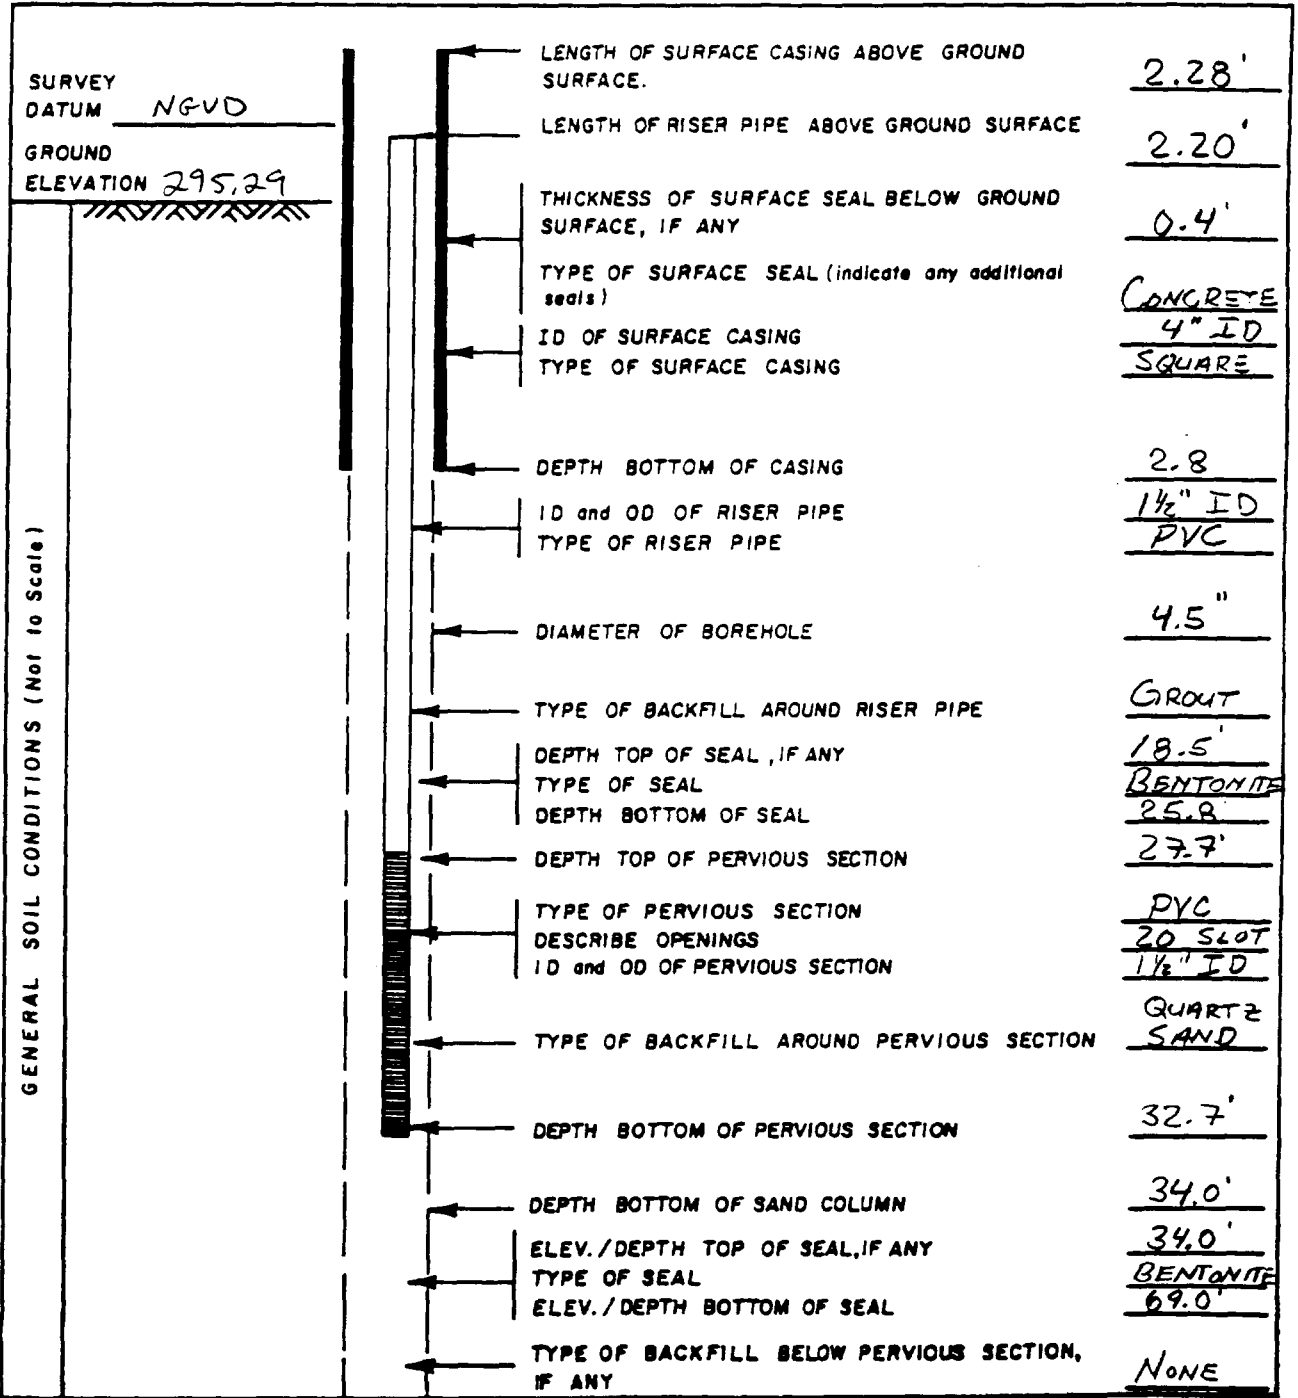 LENGTH OF SURFACE CASING ABOVE GROUND
SURFACE. 2.28'
SURVEY
DATUM NGVD
LENGTH OF RISER PIPE ABOVE GROUND SURFACE 2.20'
GROUND
ELEVATION 295.29
THICKNESS OF SURFACE SEAL BELOW GROUND
SURFACE, IF ANY 0.4'
TYPE OF SURFACE SEAL (indicate any additional
seals) CONCRETE
ID OF SURFACE CASING 4" ID
TYPE OF SURFACE CASING SQUARE
DEPTH BOTTOM OF CASING 2.8
ID and OD OF RISER PIPE 1½" ID
TYPE OF RISER PIPE PVC
DIAMETER OF BOREHOLE 4.5"
TYPE OF BACKFILL AROUND RISER PIPE GROUT
DEPTH TOP OF SEAL, IF ANY 18.5'
TYPE OF SEAL BENTONITE
DEPTH BOTTOM OF SEAL 25.8
DEPTH TOP OF PERVIOUS SECTION 27.7'
TYPE OF PERVIOUS SECTION PVC
DESCRIBE OPENINGS 20 SLOT
ID and OD OF PERVIOUS SECTION 1½" ID
QUARTZ
TYPE OF BACKFILL AROUND PERVIOUS SECTION SAND
DEPTH BOTTOM OF PERVIOUS SECTION 32.7'
DEPTH BOTTOM OF SAND COLUMN 34.0'
ELEV./DEPTH TOP OF SEAL, IF ANY 34.0'
TYPE OF SEAL BENTONITE
ELEV./DEPTH BOTTOM OF SEAL 69.0'
TYPE OF BACKFILL BELOW PERVIOUS SECTION,
IF ANY NONE
GENERAL SOIL CONDITIONS (Not to Scale)